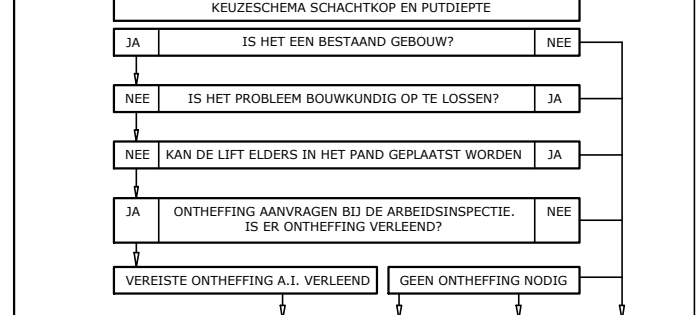 KEUZESCHEMA SCHACHTKOP EN PUTDIEPTE
JA IS HET EEN BESTAAND GEBOUW? NEE
NEE IS HET PROBLEEM BOUWKUNDIG OP TE LOSSEN? JA
NEE KAN DE LIFT ELDERS IN HET PAND GEPLAATST WORDEN JA
JA ONTHEFFING AANVRAGEN BIJ DE ARBEIDSINSPECTIE. NEE
IS ER ONTHEFFING VERLEEND?
VEREISTE ONTHEFFING A.I. VERLEEND GEEN ONTHEFFING NODIG